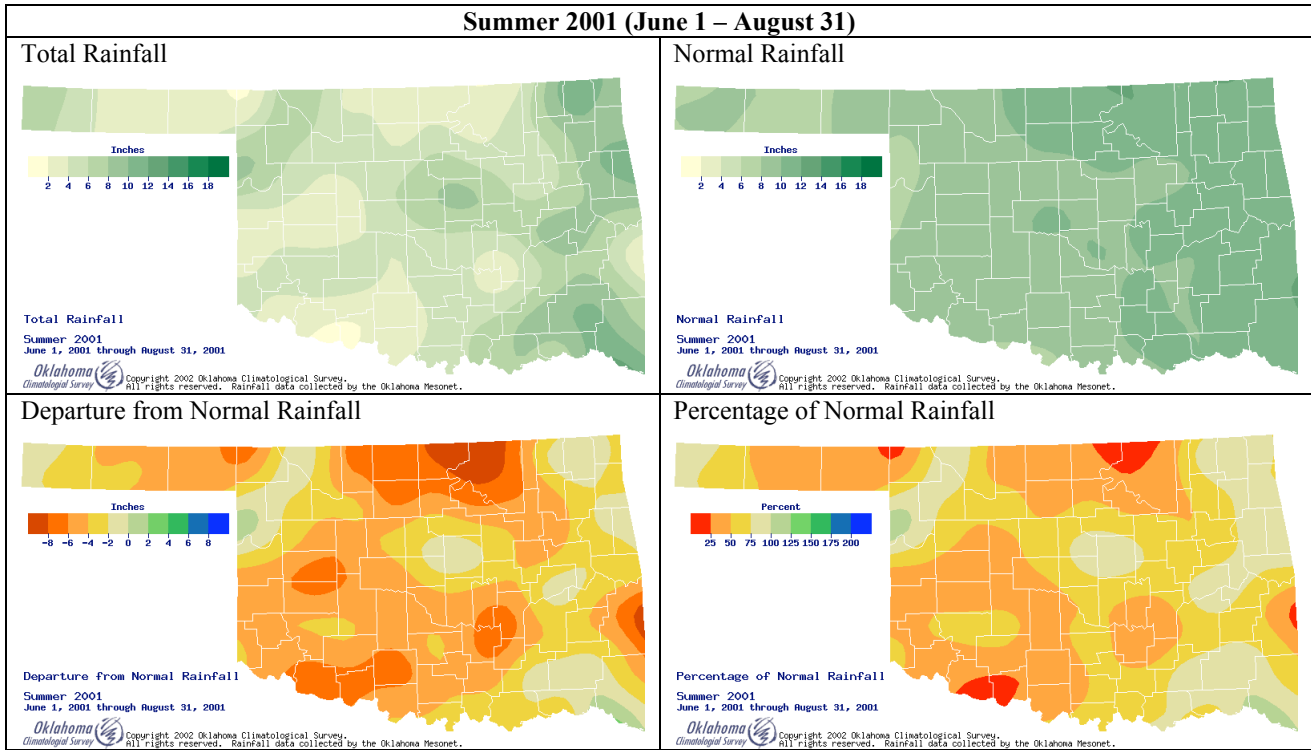 Summer 2001 (June 1 – August 31)
Total Rainfall
Inches
2 4 6 8 10 12 14 16 18
Total Rainfall
Summer 2001
June 1, 2001 through August 31, 2001
Oklahoma
Climatological Survey
Copyright 2002 Oklahoma Climatological Survey.
All rights reserved. Rainfall data collected by the Oklahoma Mesonet.
Normal Rainfall
Inches
2 4 6 8 10 12 14 16 18
Normal Rainfall
Summer 2001
June 1, 2001 through August 31, 2001
Oklahoma
Climatological Survey
Copyright 2002 Oklahoma Climatological Survey.
All rights reserved. Rainfall data collected by the Oklahoma Mesonet.
Departure from Normal Rainfall
Inches
-8 -6 -4 -2 0 2 4 6 8
Departure from Normal Rainfall
Summer 2001
June 1, 2001 through August 31, 2001
Oklahoma
Climatological Survey
Copyright 2002 Oklahoma Climatological Survey.
All rights reserved. Rainfall data collected by the Oklahoma Mesonet.
Percentage of Normal Rainfall
Percent
25 50 75 100 125 150 175 200
Percentage of Normal Rainfall
Summer 2001
June 1, 2001 through August 31, 2001
Oklahoma
Climatological Survey
Copyright 2002 Oklahoma Climatological Survey.
All rights reserved. Rainfall data collected by the Oklahoma Mesonet.